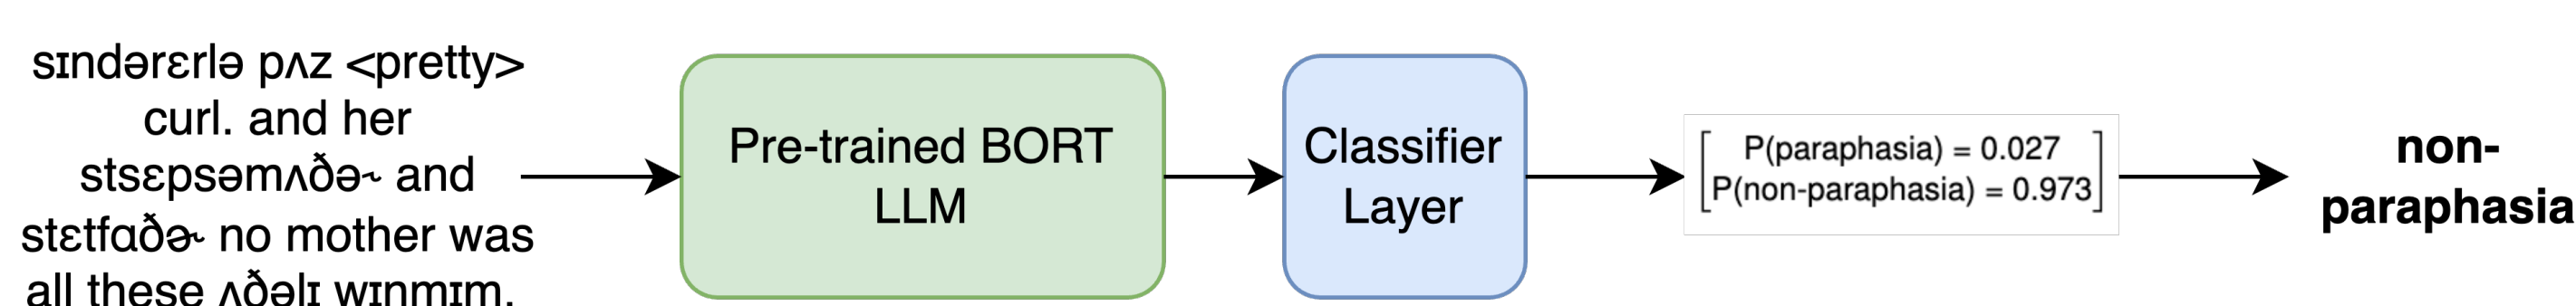 sɪndərɛrlə pʌz <pretty>
curl. and her
stsɛpsəmʌðɚ and
stɛtfɑðɚ no mother was
all these ʌðəlɪ wɪnmɪm.
Pre-trained BORT
LLM
Classifier
Layer
P(paraphasia) = 0.027
P(non-paraphasia) = 0.973
non-
paraphasia